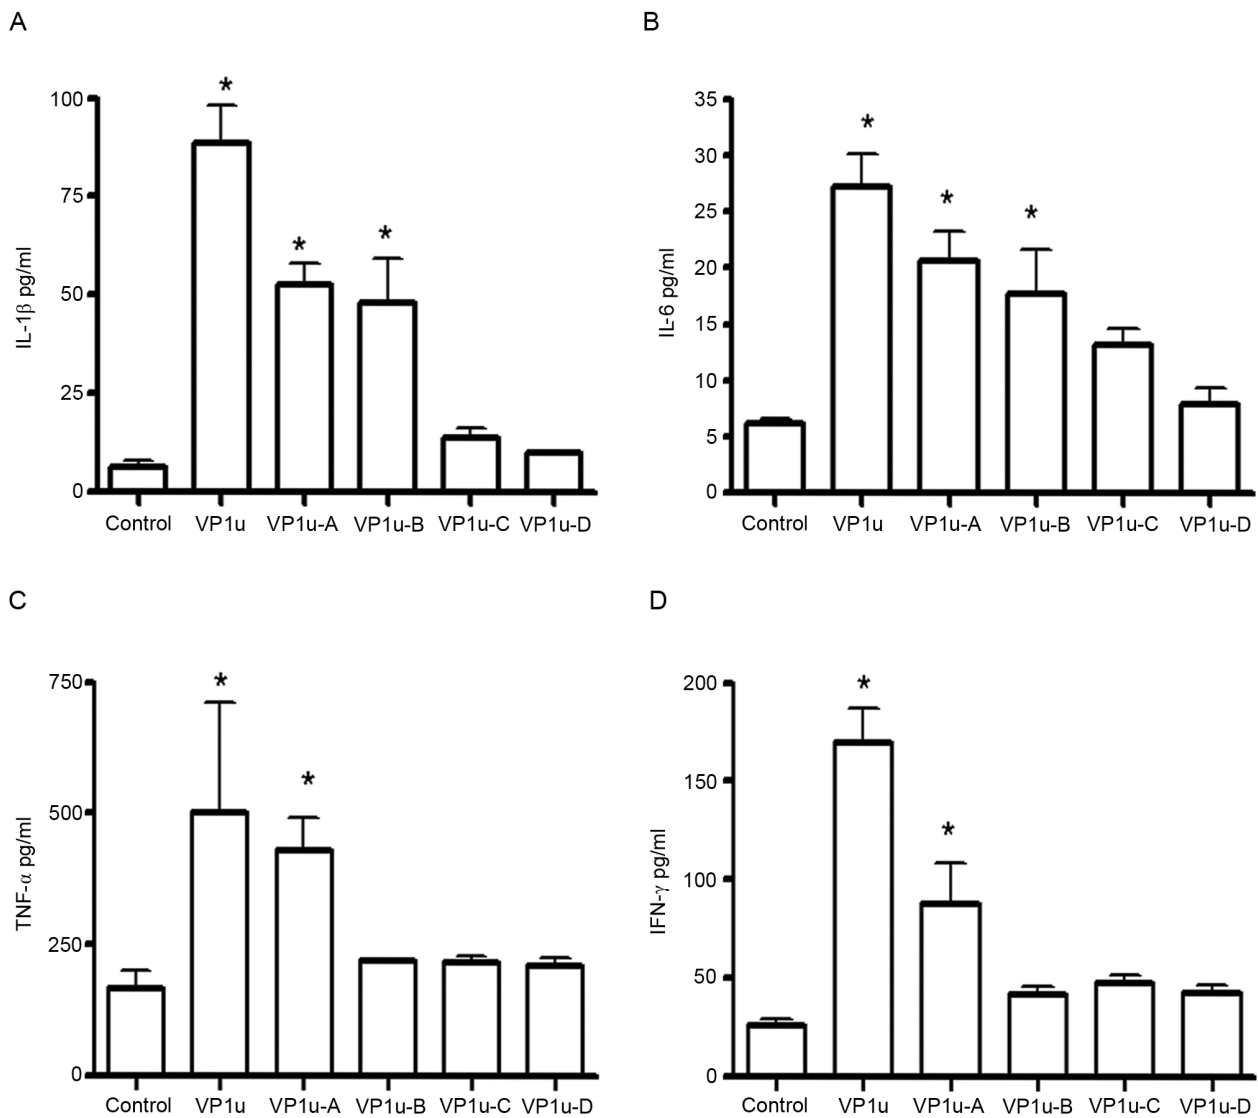 A
IL-1β pg/ml
100
75
50
25
0
*
*
*
Control VP1u VP1u-A VP1u-B VP1u-C VP1u-D
B
IL-6 pg/ml
35
30
25
20
15
10
5
0
*
*
*
Control VP1u VP1u-A VP1u-B VP1u-C VP1u-D
C
TNF-α pg/ml
750
500
250
0
*
*
Control VP1u VP1u-A VP1u-B VP1u-C VP1u-D
D
IFN-γ pg/ml
200
150
100
50
0
*
*
Control VP1u VP1u-A VP1u-B VP1u-C VP1u-D